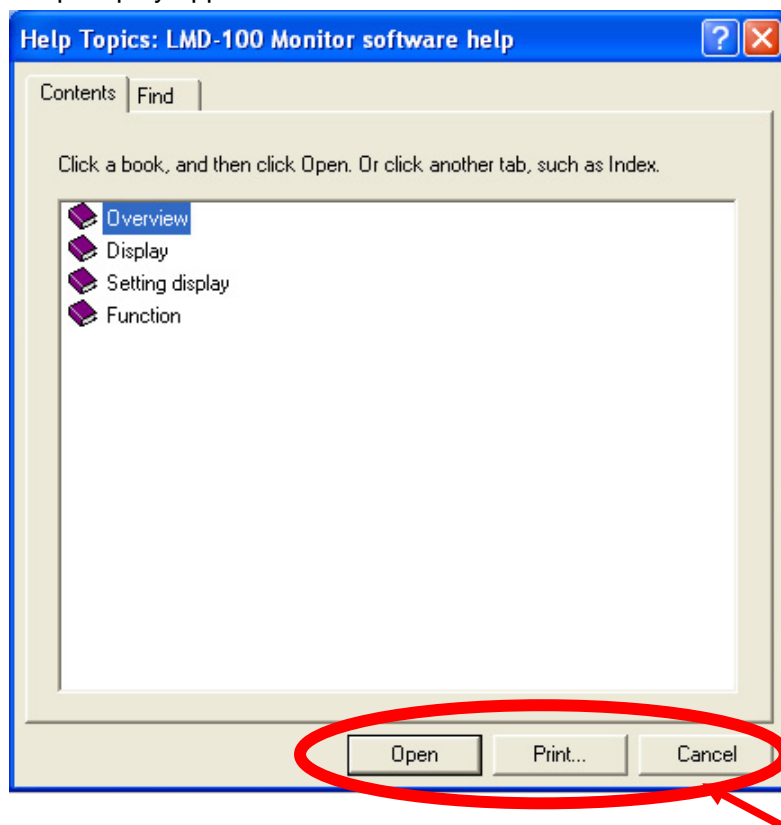 Help Topics: LMD-100 Monitor software help
Contents Find
Click a book, and then click Open. Or click another tab, such as Index.
Overview
Display
Setting display
Function
Open Print... Cancel